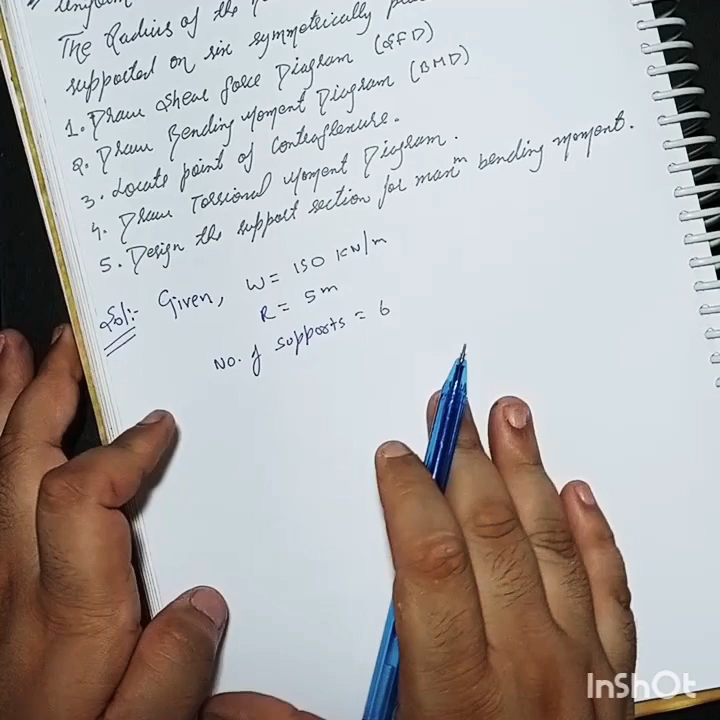 The Radius of the
supported on six symmetrically
1. Draw Shear force Diagram (SFD)
2. Draw Bending Moment Diagram (BMD)
3. Locate point of Contraflexure.
4. Draw Torsional Moment Diagram.
5. Design the support section for maxm bending moment.
Sol:- Given, W = 150 KN/m
R = 5m
No. of supports = 6
InShOt